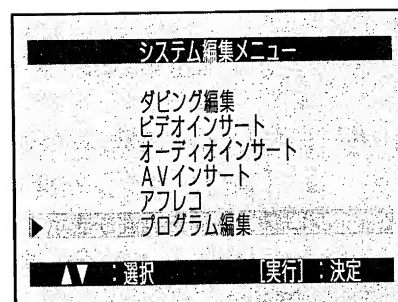 システム編集メニュー
ダビング編集
ビデオインサート
オーディオインサート
AVインサート
アフレコ
▶プログラム編集
▲▼:選択 [実行]:決定